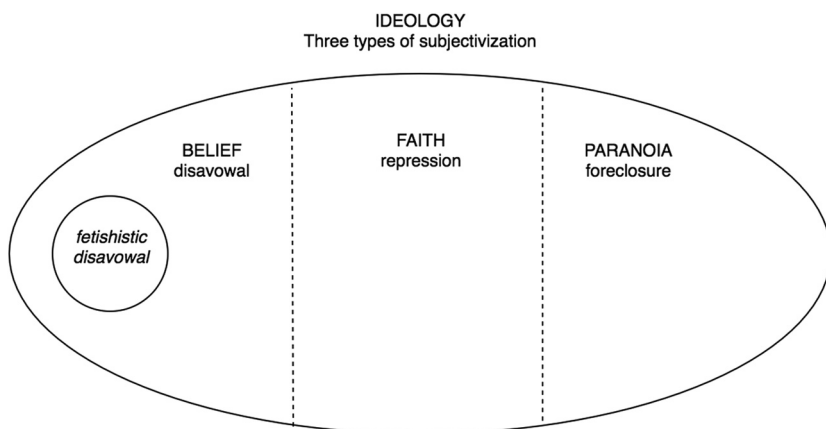 IDEOLOGY
Three types of subjectivization
BELIEF
disavowal
FAITH
repression
PARANOIA
foreclosure
fetishistic
disavowal